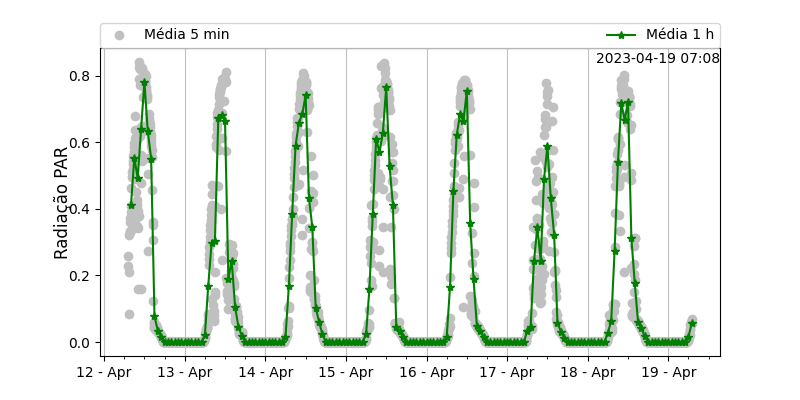 Média 5 min
Média 1 h
2023-04-19 07:08
Radiação PAR
0.8
0.6
0.4
0.2
0.0
12 - Apr
13 - Apr
14 - Apr
15 - Apr
16 - Apr
17 - Apr
18 - Apr
19 - Apr